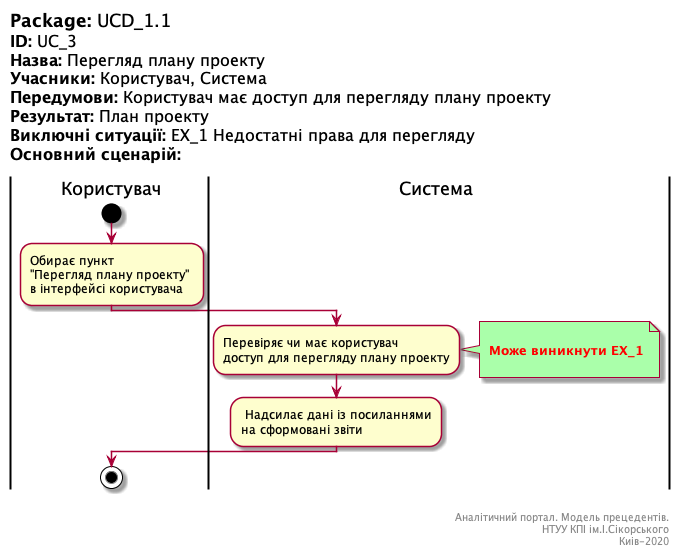 Package: UCD_1.1
ID: UC_3
Назва: Перегляд плану проекту
Учасники: Користувач, Система
Передумови: Користувач має доступ для перегляду плану проекту
Результат: План проекту
Виключні ситуації: EX_1 Недостатні права для перегляду
Основний сценарій:
Користувач
Система
Обирає пункт
"Перегляд плану проекту"
в інтерфейсі користувача
Перевіряє чи має користувач
доступ для перегляду плану проекту
Може виникнути EX_1
Надсилає дані із посиланнями
на сформовані звіти
Аналітичний портал. Модель прецедентів.
НТУУ КПІ ім.І.Сікорського
Київ-2020